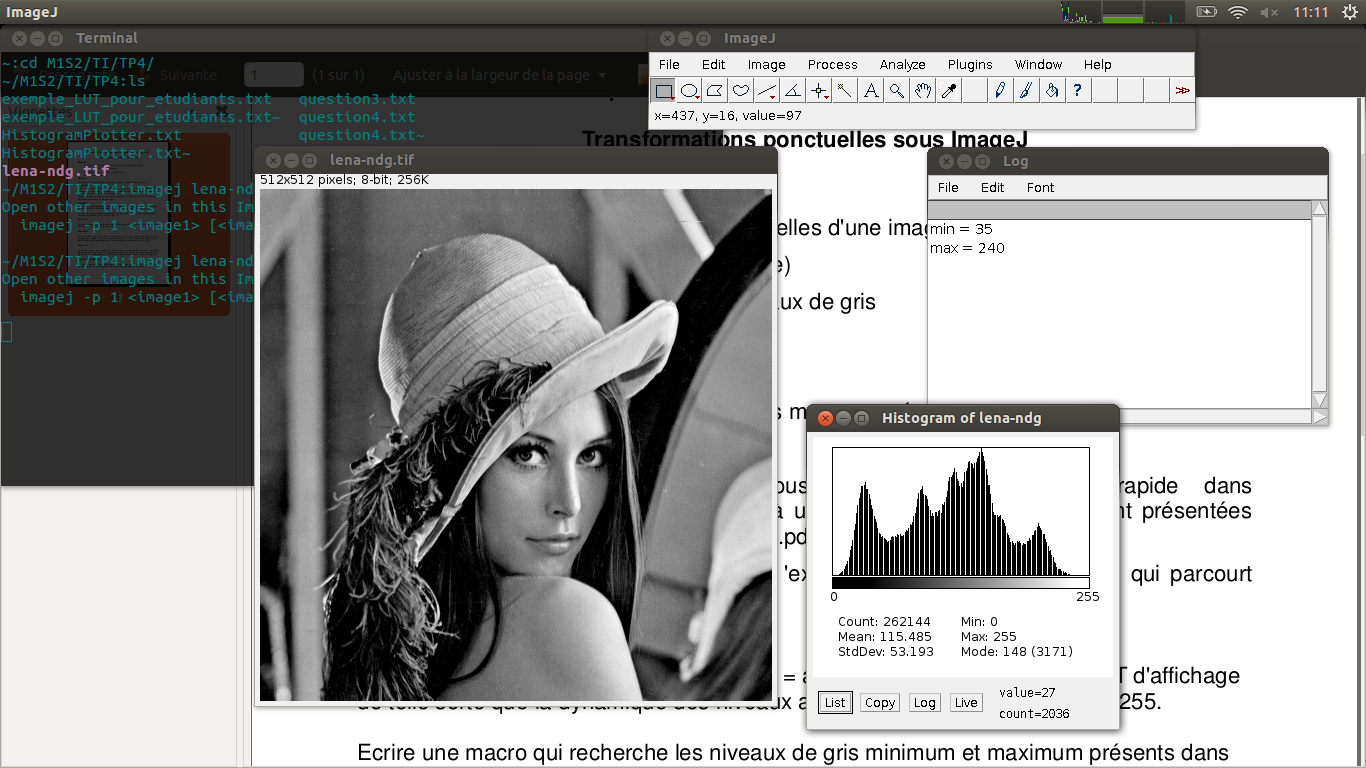 ImageJ
11:11
Terminal
~:cd M1S2/TI/TP4/
~/M1S2/TI/TP4:ls
exemple_LUT_pour_etudiants.txt question3.txt
exemple_LUT_pour_etudiants.txt~ question4.txt
HistogramPlotter.txt question4.txt~
HistogramPlotter.txt~
lena-ndg.tif
~/M1S2/TI/TP4:imagej lena-nd
Open other images in this Im
imagej -p 1 <image1> [<ima
~/M1S2/TI/TP4:imagej lena-nd
Open other images in this Im
imagej -p 1 <image1> [<ima
Suivante
1
(1 sur 1)
Ajuster à la largeur de la page
ImageJ
File Edit Image Process Analyze Plugins Window Help
x=437, y=16, value=97
Transformations ponctuelles sous ImageJ
lena-ndg.tif
512x512 pixels; 8-bit; 256K
Log
File Edit Font
min = 35
max = 240
elles d'une imag
e)
ux de gris
s m
ous
rapide dans
a u
nt présentées
.pd
'ex
qui parcourt
= a
T d'affichage
de telle sorte que la dynamique des niveaux a
255.
Ecrire une macro qui recherche les niveaux de gris minimum et maximum présents dans
Histogram of lena-ndg
0 255
Count: 262144 Min: 0
Mean: 115.485 Max: 255
StdDev: 53.193 Mode: 148 (3171)
List Copy Log Live
value=27
count=2036